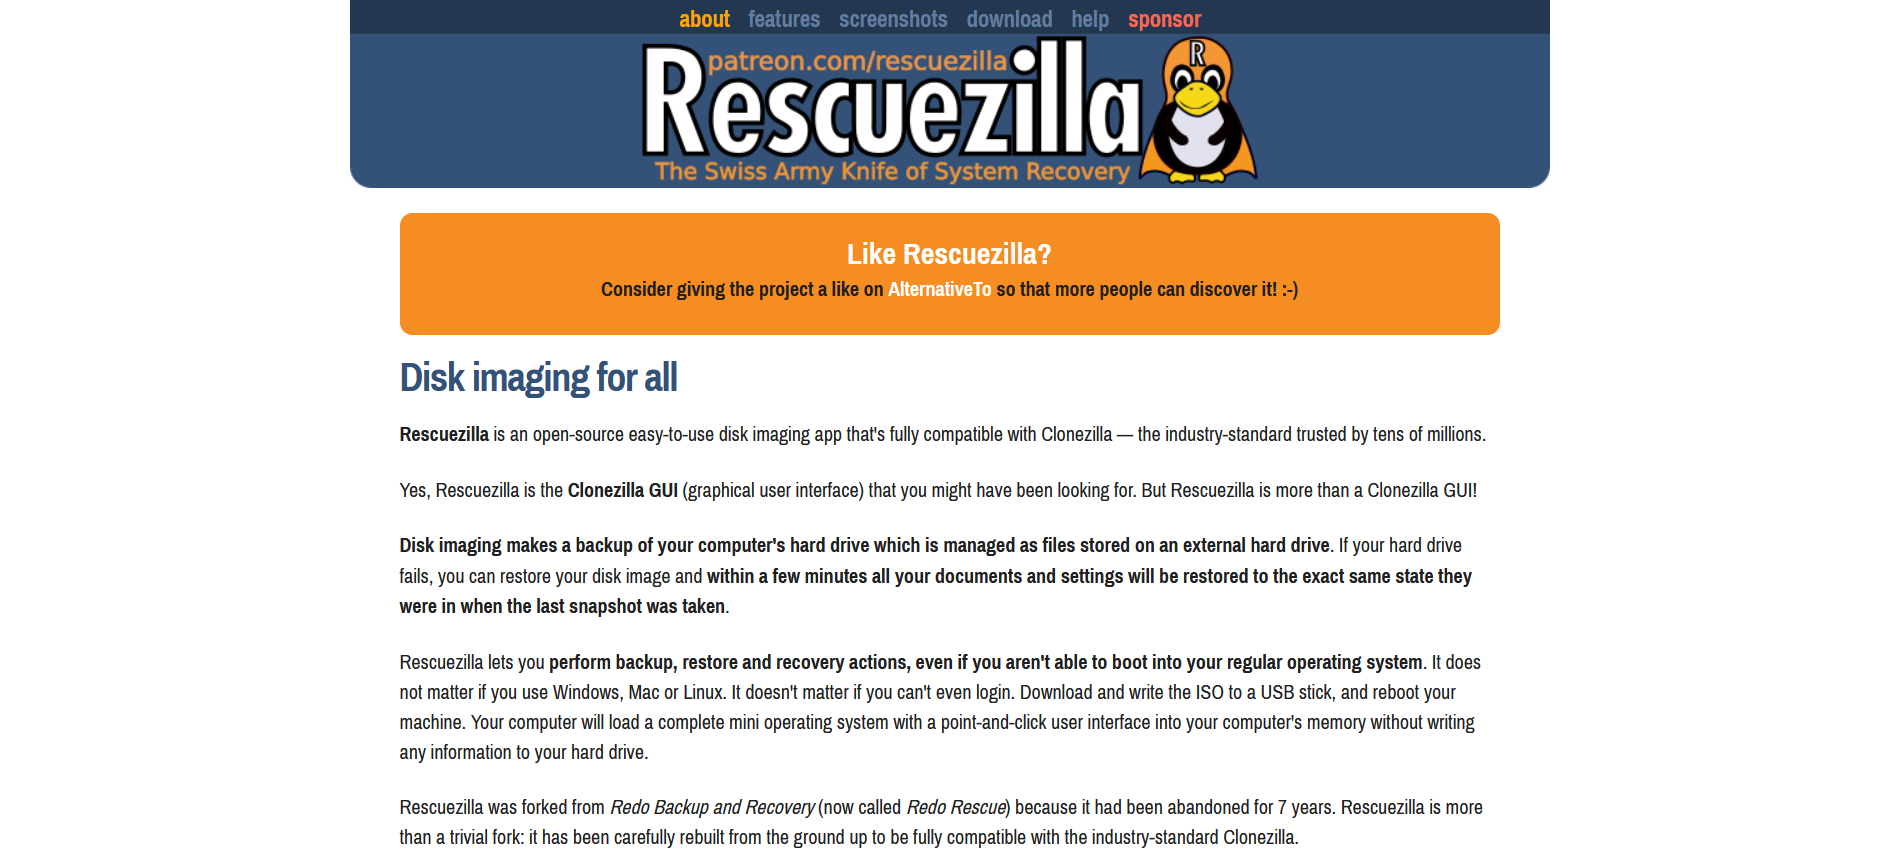 about features screenshots download help sponsor
patreon.com/rescuezilla
Rescuezilla
R
The Swiss Army Knife of System Recovery
Like Rescuezilla?
Consider giving the project a like on AlternativeTo so that more people can discover it! :-)
Disk imaging for all
Rescuezilla is an open-source easy-to-use disk imaging app that's fully compatible with Clonezilla — the industry-standard trusted by tens of millions.
Yes, Rescuezilla is the Clonezilla GUI (graphical user interface) that you might have been looking for. But Rescuezilla is more than a Clonezilla GUI!
Disk imaging makes a backup of your computer's hard drive which is managed as files stored on an external hard drive. If your hard drive
fails, you can restore your disk image and within a few minutes all your documents and settings will be restored to the exact same state they
were in when the last snapshot was taken.
Rescuezilla lets you perform backup, restore and recovery actions, even if you aren't able to boot into your regular operating system. It does
not matter if you use Windows, Mac or Linux. It doesn't matter if you can't even login. Download and write the ISO to a USB stick, and reboot your
machine. Your computer will load a complete mini operating system with a point-and-click user interface into your computer's memory without writing
any information to your hard drive.
Rescuezilla was forked from Redo Backup and Recovery (now called Redo Rescue) because it had been abandoned for 7 years. Rescuezilla is more
than a trivial fork: it has been carefully rebuilt from the ground up to be fully compatible with the industry-standard Clonezilla.